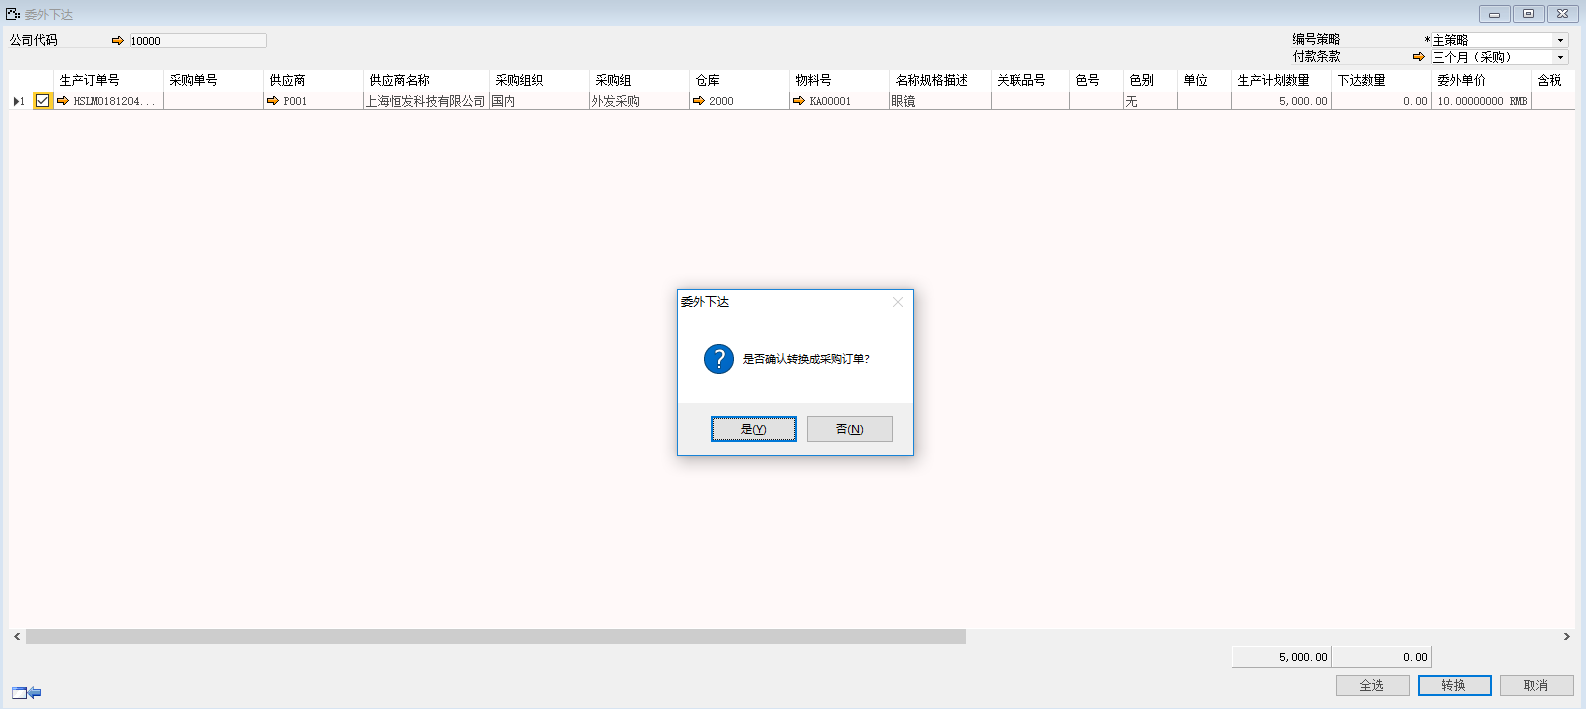 委外下达
公司代码 10000
编号策略 *主策略
付款条款 三个月（采购）
生产订单号 采购单号 供应商 供应商名称 采购组织 采购组 仓库 物料号 名称规格描述 关联品号 色号 色别 单位 生产计划数量 下达数量 委外单价 含税
1 HSLM0181204... P001 上海恒发科技有限公司 国内 外发采购 2000 KA00001 眼镜 无 5,000.00 0.00 10.00000000 RMB
委外下达
是否确认转换成采购订单?
是(Y) 否(N)
5,000.00 0.00
全选 转换 取消